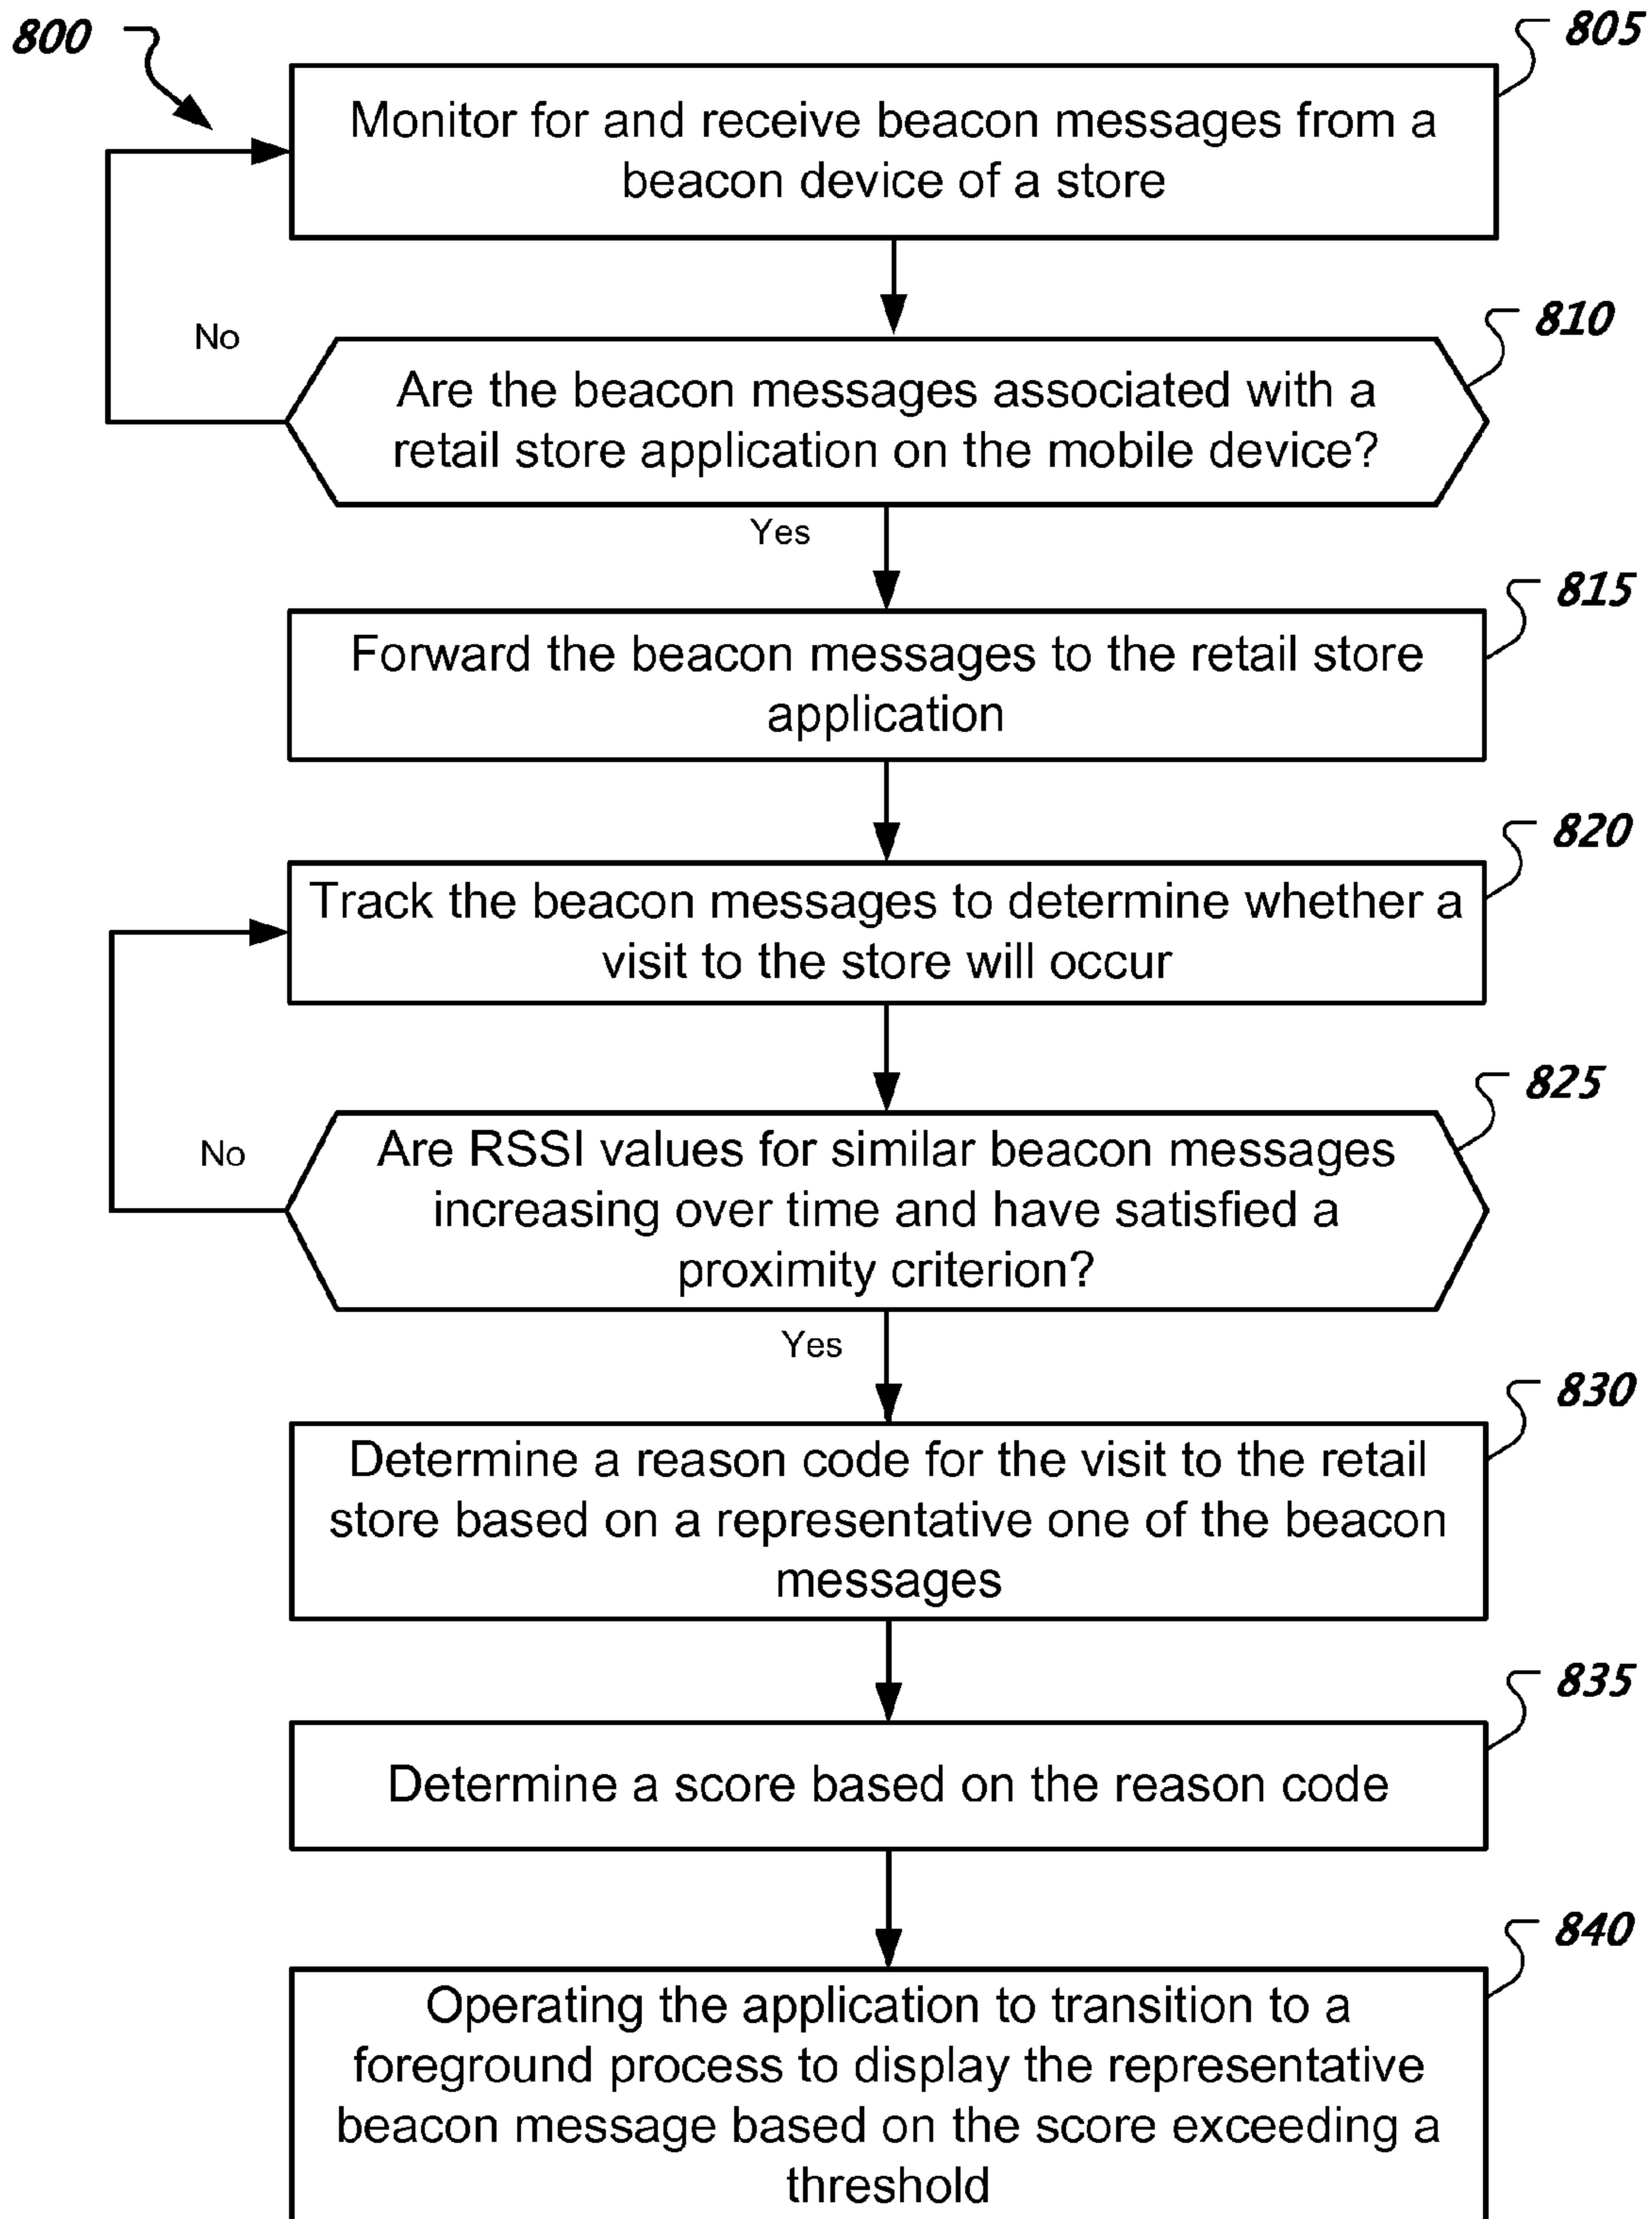 800
805
Monitor for and receive beacon messages from a
beacon device of a store
No
810
Are the beacon messages associated with a
retail store application on the mobile device?
Yes
815
Forward the beacon messages to the retail store
application
820
Track the beacon messages to determine whether a
visit to the store will occur
825
No
Are RSSI values for similar beacon messages
increasing over time and have satisfied a
proximity criterion?
Yes
830
Determine a reason code for the visit to the retail
store based on a representative one of the beacon
messages
835
Determine a score based on the reason code
840
Operating the application to transition to a
foreground process to display the representative
beacon message based on the score exceeding a
threshold